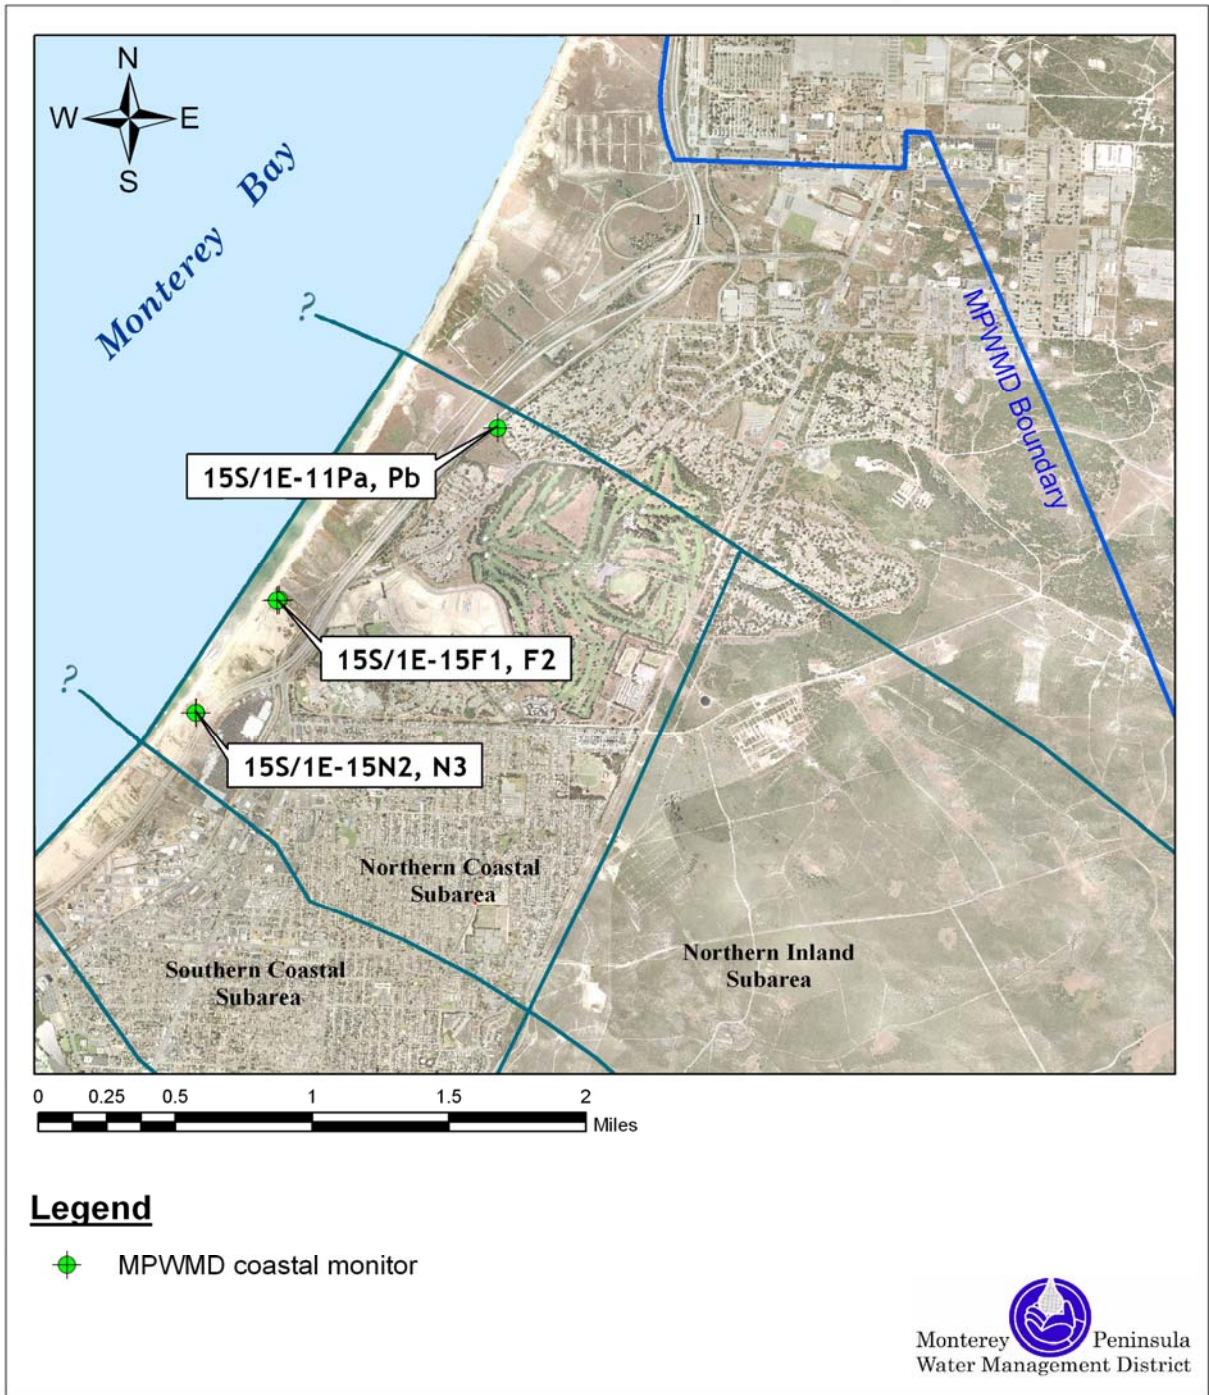 N
W E
S
Monterey Bay
1
?
MPWMD Boundary
15S/1E-11Pa, Pb
15S/1E-15F1, F2
?
15S/1E-15N2, N3
Northern Coastal
Subarea
Northern Inland
Subarea
Southern Coastal
Subarea
0 0.25 0.5 1 1.5 2
Miles
Legend
MPWMD coastal monitor
Monterey Peninsula
Water Management District